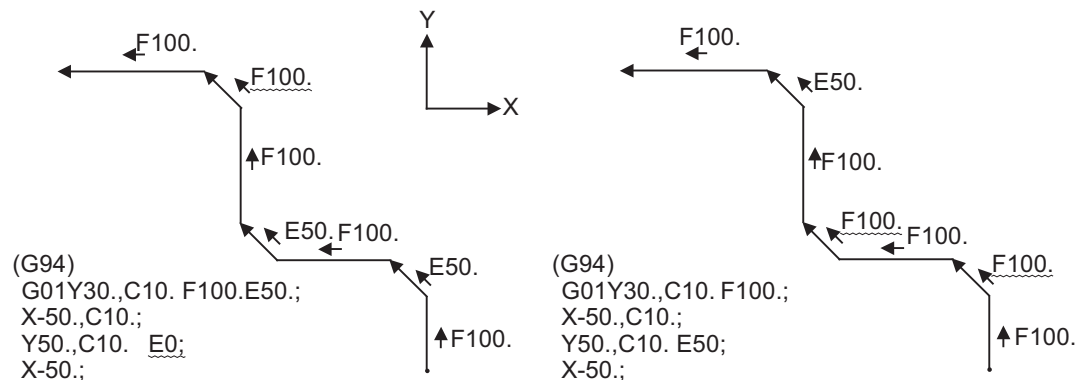 Y
F100.
F100.
X
F100.
E50.
F100.
E50.
(G94)
G01Y30.,C10. F100.E50.;
X-50.,C10.;
Y50.,C10. E0;
X-50.;
F100.
F100.
E50.
F100.
F100.
F100.
F100.
(G94)
G01Y30.,C10. F100.;
X-50.,C10.;
Y50.,C10. E50;
X-50.;
F100.